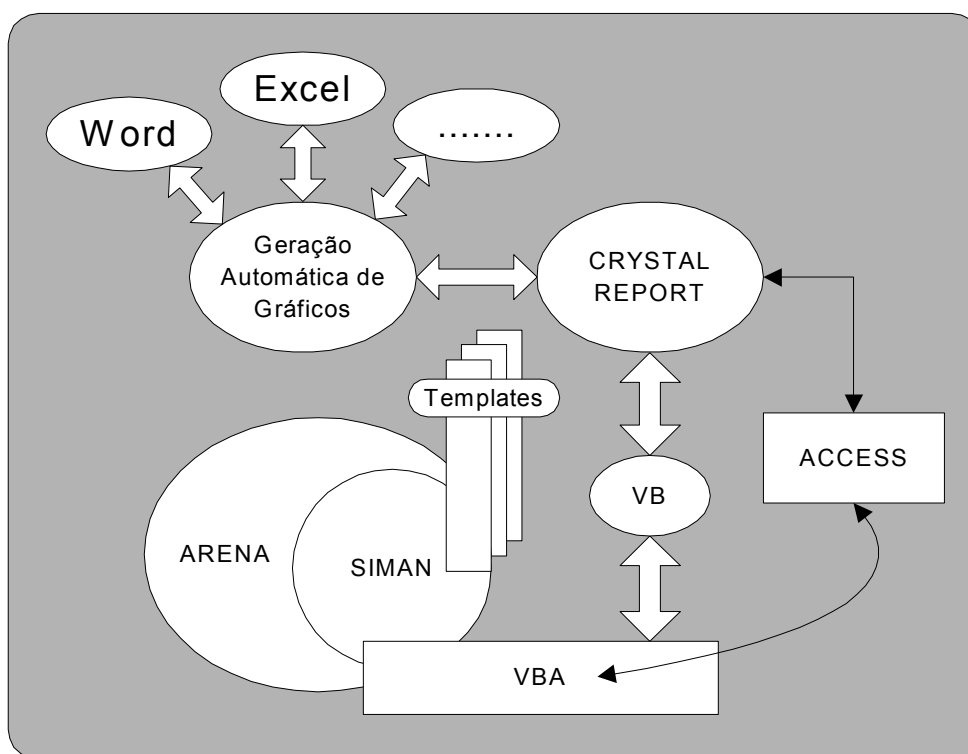 Excel
Word
.......
Geração
Automática de
Gráficos
CRYSTAL
REPORT
Templates
ACCESS
VB
ARENA
SIMAN
VBA